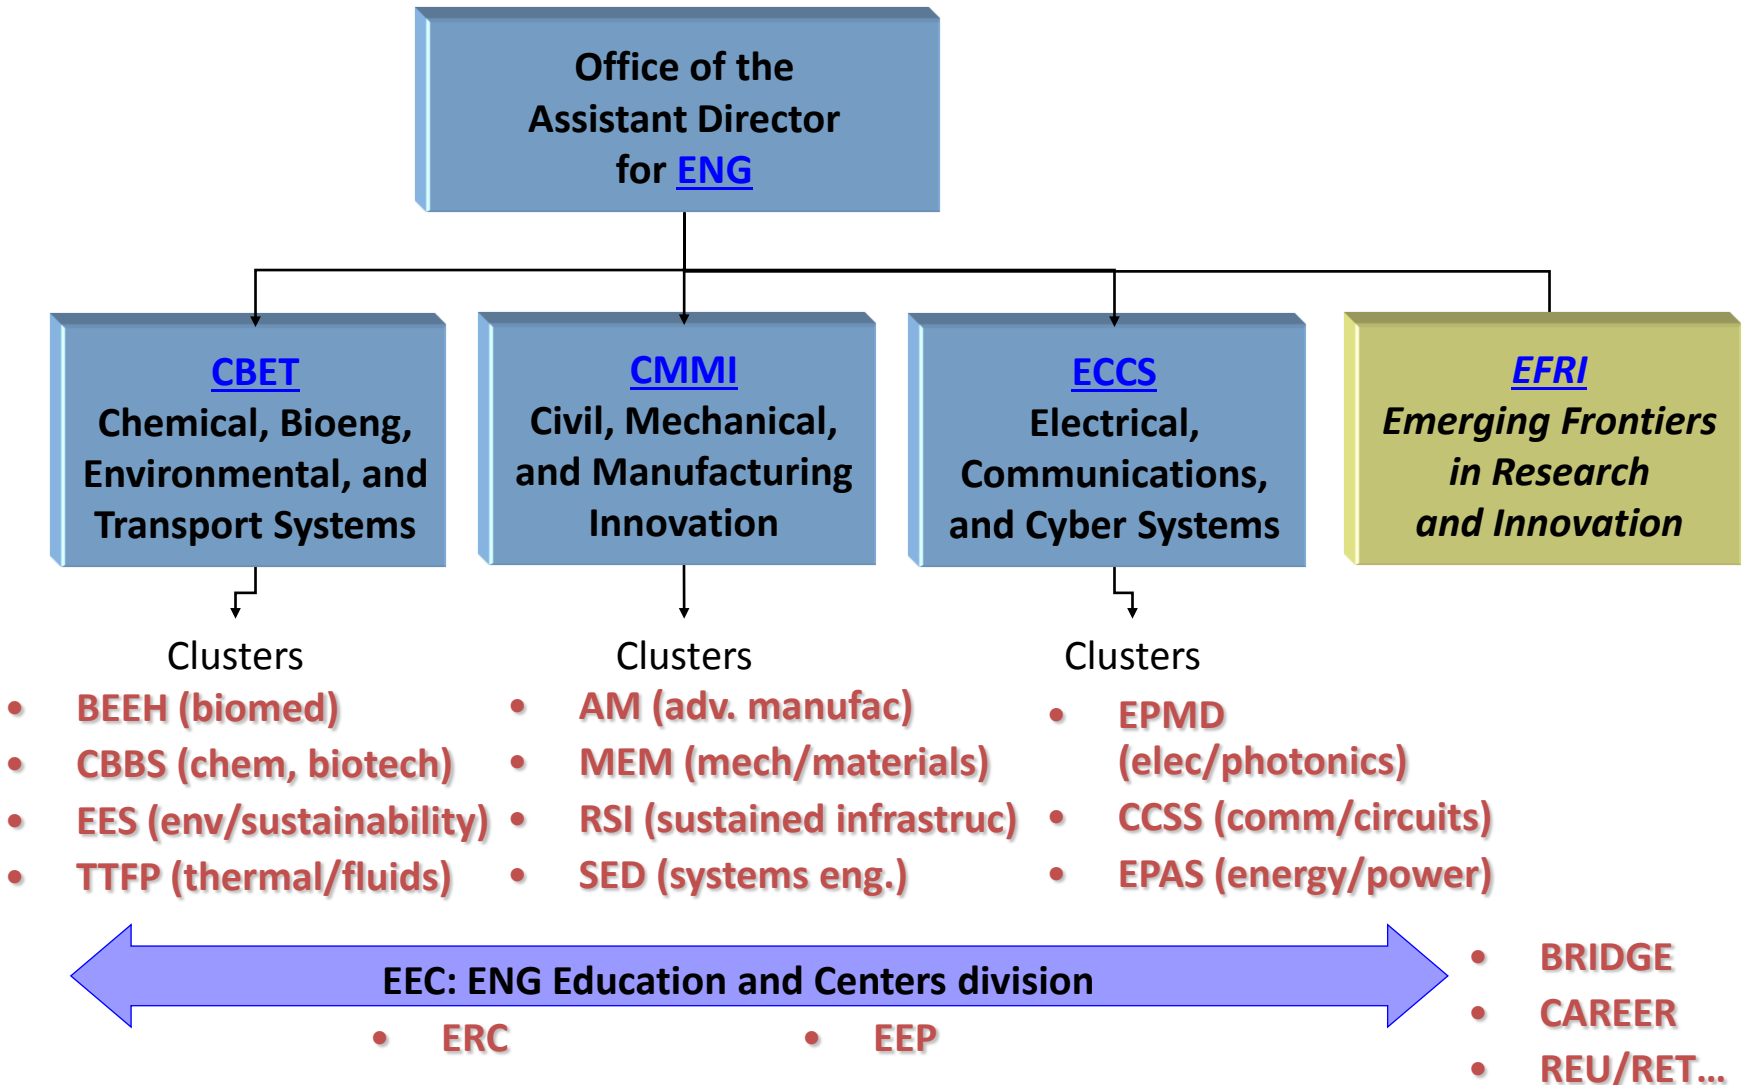 Office of the
Assistant Director
for ENG
CBET
Chemical, Bioeng,
Environmental, and
Transport Systems
CMMI
Civil, Mechanical,
and Manufacturing
Innovation
ECCS
Electrical,
Communications,
and Cyber Systems
EFRI
Emerging Frontiers
in Research
and Innovation
Clusters
• BEEH (biomed)
• CBBS (chem, biotech)
• EES (env/sustainability)
• TTFP (thermal/fluids)
Clusters
• AM (adv. manufac)
• MEM (mech/materials)
• RSI (sustained infrastruc)
• SED (systems eng.)
Clusters
• EPMD
(elec/photonics)
• CCSS (comm/circuits)
• EPAS (energy/power)
EEC: ENG Education and Centers division
• ERC
• EEP
• BRIDGE
• CAREER
• REU/RET...